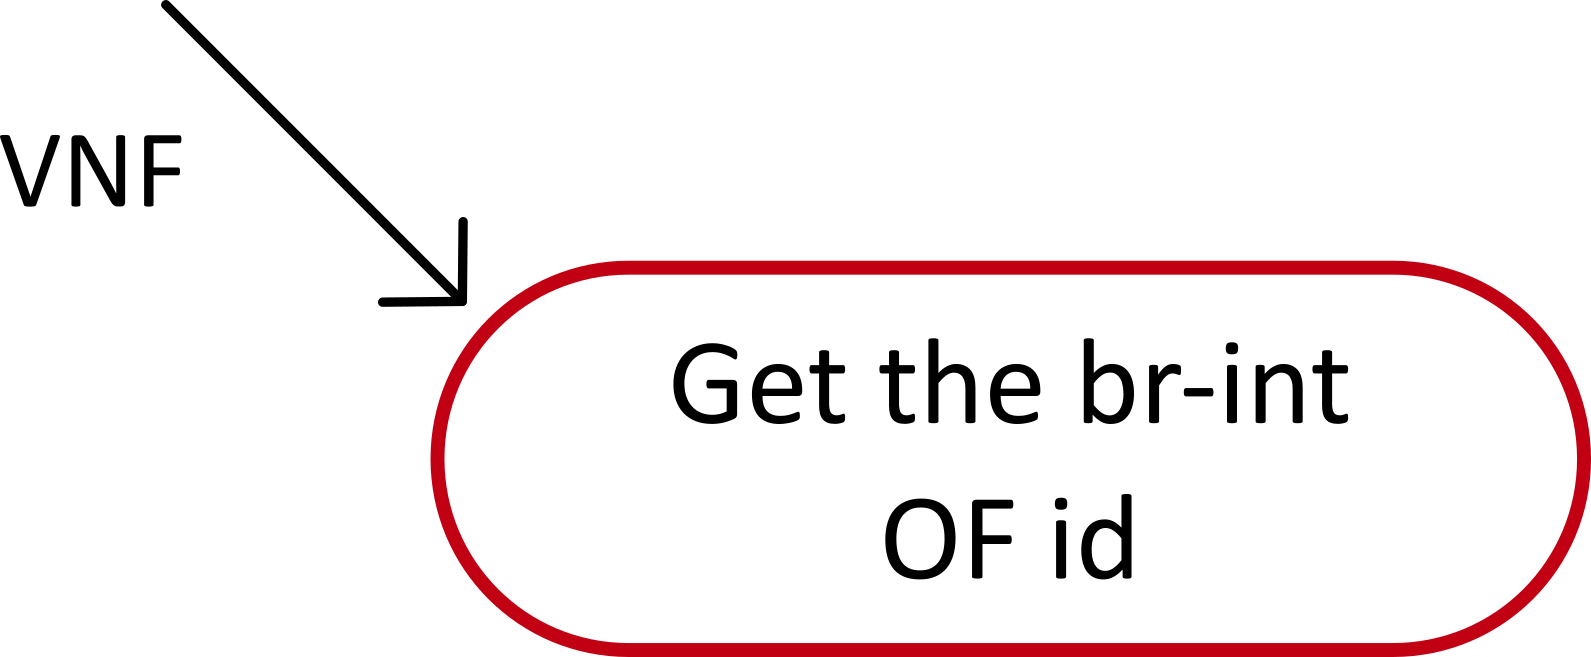 VNF
Get the br-int
OF id